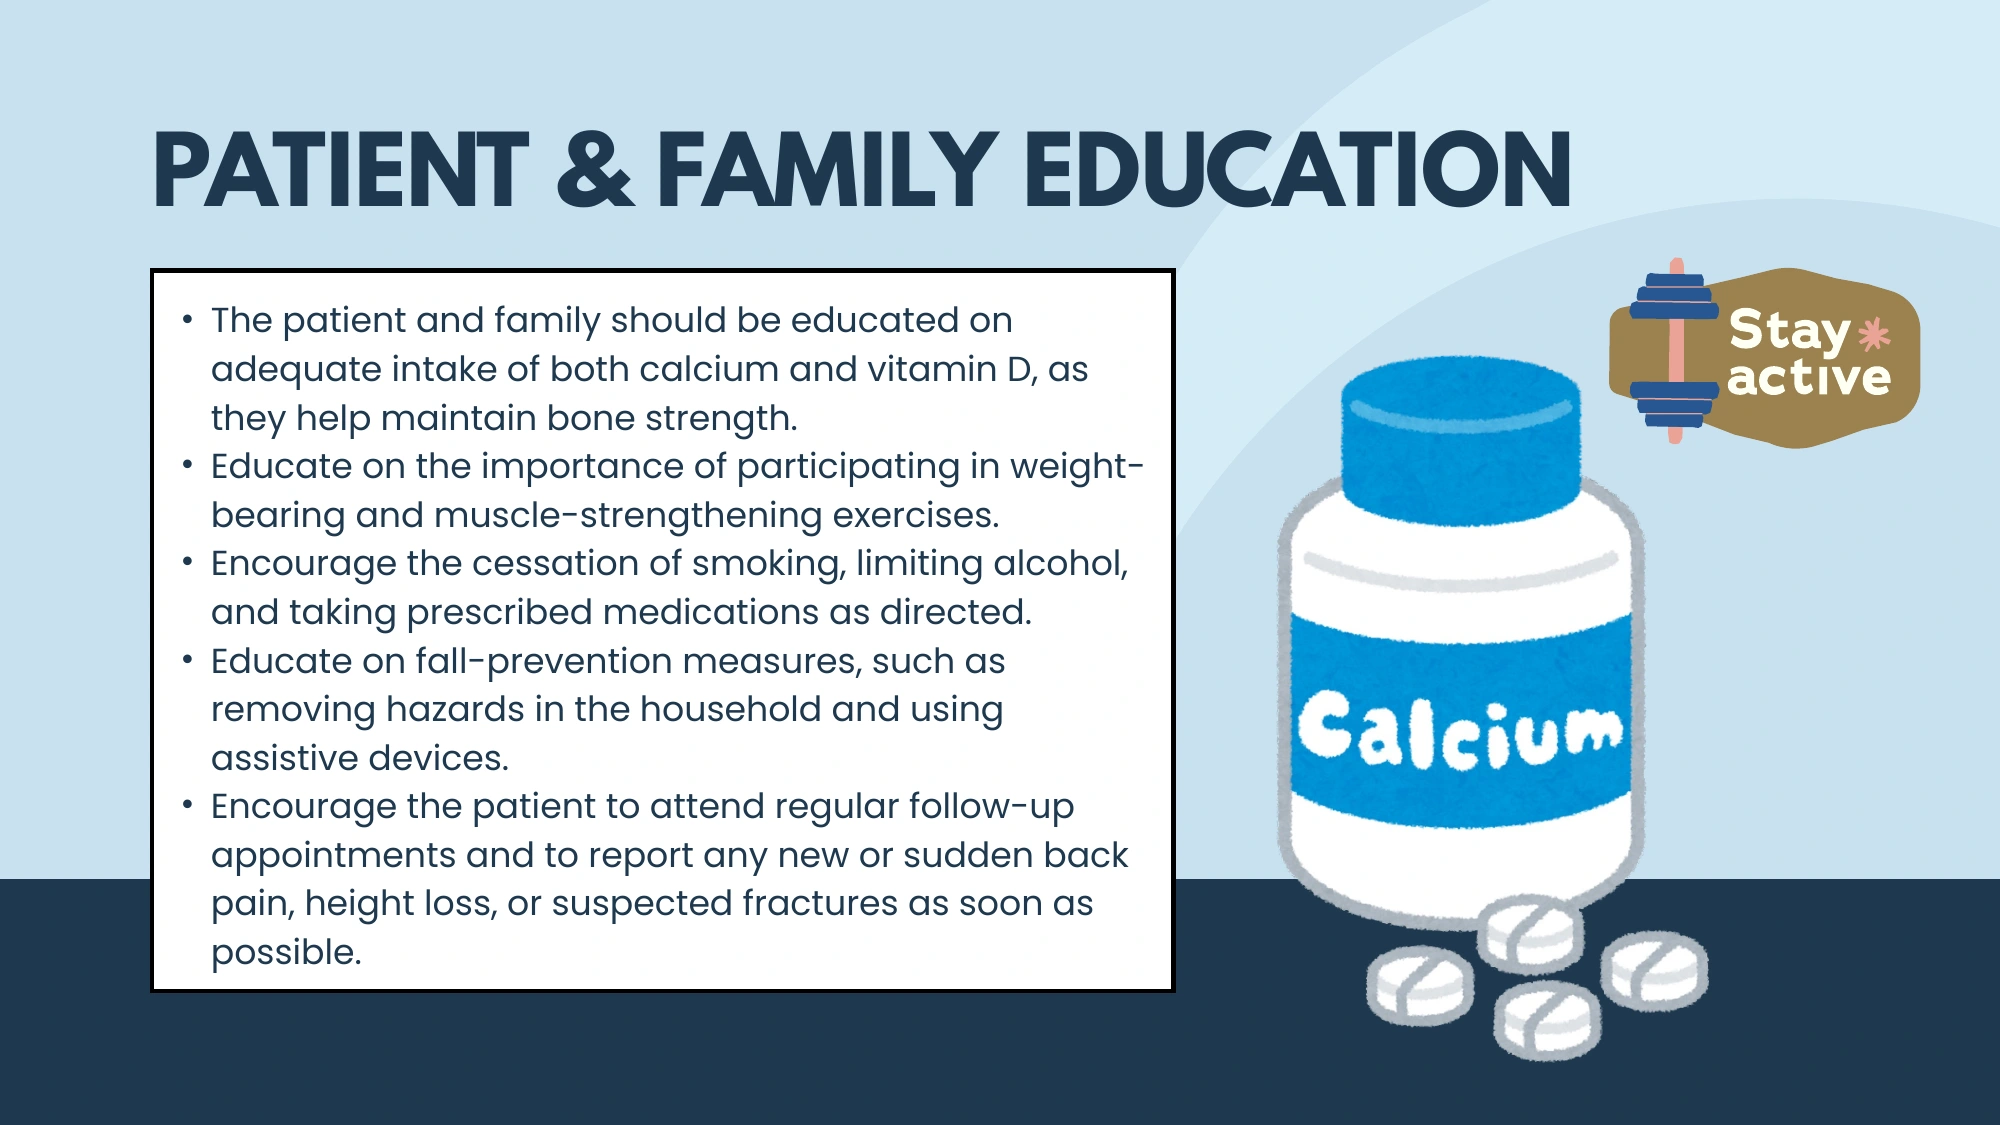 PATIENT & FAMILY EDUCATION
• The patient and family should be educated on
adequate intake of both calcium and vitamin D, as
they help maintain bone strength.
• Educate on the importance of participating in weight-
bearing and muscle-strengthening exercises.
• Encourage the cessation of smoking, limiting alcohol,
and taking prescribed medications as directed.
• Educate on fall-prevention measures, such as
removing hazards in the household and using
assistive devices.
• Encourage the patient to attend regular follow-up
appointments and to report any new or sudden back
pain, height loss, or suspected fractures as soon as
possible.
Stay
active
Calcium